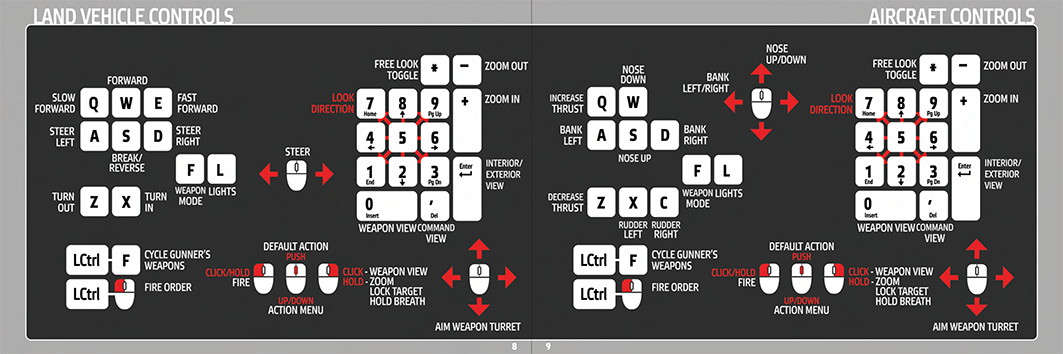 LAND VEHICLE CONTROLS
FORWARD
SLOW
FORWARD
Q
W
E
FAST
FORWARD
STEER
LEFT
A
S
D
STEER
RIGHT
BREAK/
REVERSE
F
L
WEAPON
MODE
LIGHTS
TURN
OUT
Z
X
TURN
IN
STEER
FREE LOOK
TOGGLE
*
-
ZOOM OUT
LOOK
DIRECTION
7
Home
8
9
Pg Up
+
ZOOM IN
4
5
6
1
End
2
3
Pg Dn
Enter
INTERIOR/
EXTERIOR
VIEW
0
Insert
,
Del
WEAPON VIEW
COMMAND
VIEW
LCtrl
F
CYCLE GUNNER'S
WEAPONS
LCtrl
FIRE ORDER
DEFAULT ACTION
PUSH
CLICK/HOLD
FIRE
CLICK - WEAPON VIEW
HOLD - ZOOM
LOCK TARGET
HOLD BREATH
UP/DOWN
ACTION MENU
AIM WEAPON TURRET
8
AIRCRAFT CONTROLS
NOSE
DOWN
INCREASE
THRUST
Q
W
BANK
LEFT
A
S
D
BANK
RIGHT
NOSE UP
F
L
WEAPON
MODE
LIGHTS
DECREASE
THRUST
Z
X
C
RUDDER
LEFT
RUDDER
RIGHT
NOSE
UP/DOWN
BANK
LEFT/RIGHT
FREE LOOK
TOGGLE
*
-
ZOOM OUT
LOOK
DIRECTION
7
Home
8
9
Pg Up
+
ZOOM IN
4
5
6
1
End
2
3
Pg Dn
Enter
INTERIOR/
EXTERIOR
VIEW
0
Insert
,
Del
WEAPON VIEW
COMMAND
VIEW
LCtrl
F
CYCLE GUNNER'S
WEAPONS
LCtrl
FIRE ORDER
DEFAULT ACTION
PUSH
CLICK/HOLD
FIRE
CLICK - WEAPON VIEW
HOLD - ZOOM
LOCK TARGET
HOLD BREATH
UP/DOWN
ACTION MENU
AIM WEAPON TURRET
9